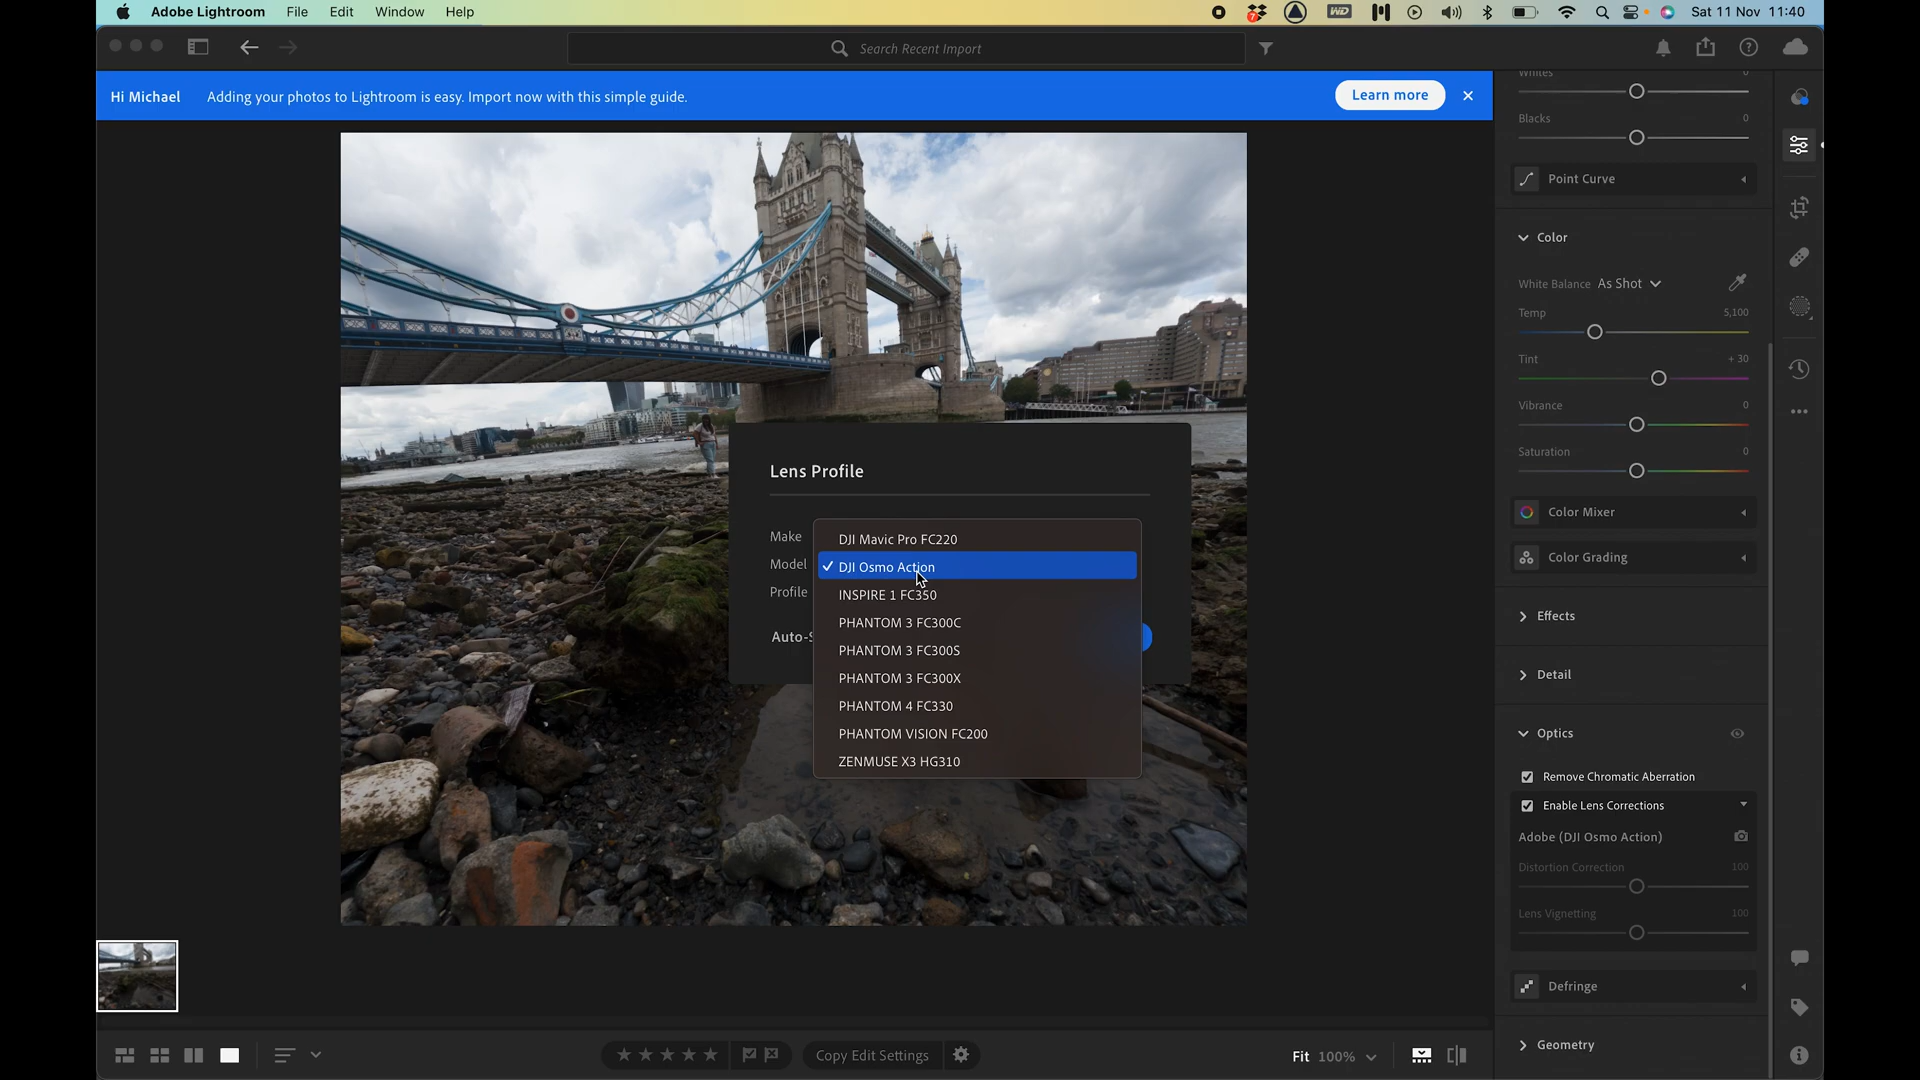 Adobe Lightroom File Edit Window Help
7
WD
Sat 11 Nov 11:40
Search Recent Import
Hi Michael Adding your photos to Lightroom is easy. Import now with this simple guide.
Learn more
Whites 0
Blacks 0
Point Curve
Color
White Balance As Shot
Temp 5,100
Tint + 30
Vibrance 0
Saturation 0
Color Mixer
Color Grading
Effects
Detail
Optics
Remove Chromatic Aberration
Enable Lens Corrections
Adobe (DJI Osmo Action)
Distortion Correction 100
Lens Vignetting 100
Defringe
Geometry
Lens Profile
Make
Model
Profile
Auto-S
DJI Mavic Pro FC220
DJI Osmo Action
INSPIRE 1 FC350
PHANTOM 3 FC300C
PHANTOM 3 FC300S
PHANTOM 3 FC300X
PHANTOM 4 FC330
PHANTOM VISION FC200
ZENMUSE X3 HG310
Copy Edit Settings
Fit 100%